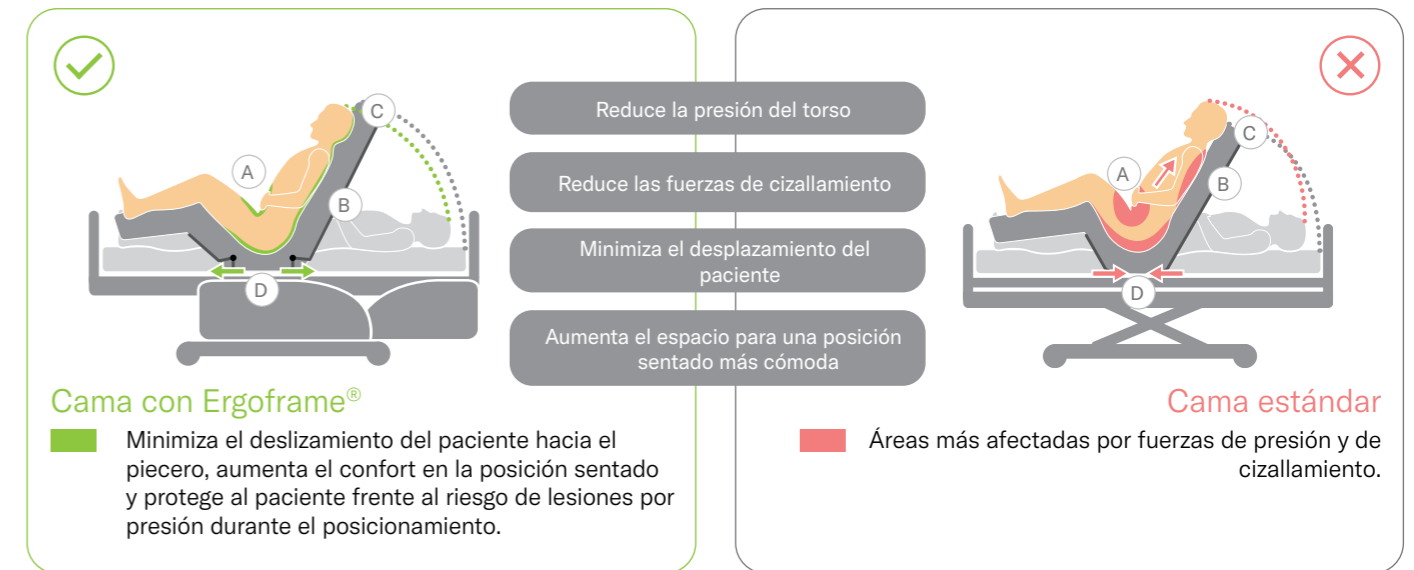 A
C
B
D
Cama con Ergoframe®
Minimiza el deslizamiento del paciente hacia el
piecero, aumenta el confort en la posición sentado
y protege al paciente frente al riesgo de lesiones por
presión durante el posicionamiento.
Reduce la presión del torso
Reduce las fuerzas de cizallamiento
Minimiza el desplazamiento del
paciente
Aumenta el espacio para una posición
sentado más cómoda
A
C
B
D
Cama estándar
Áreas más afectadas por fuerzas de presión y de
cizallamiento.